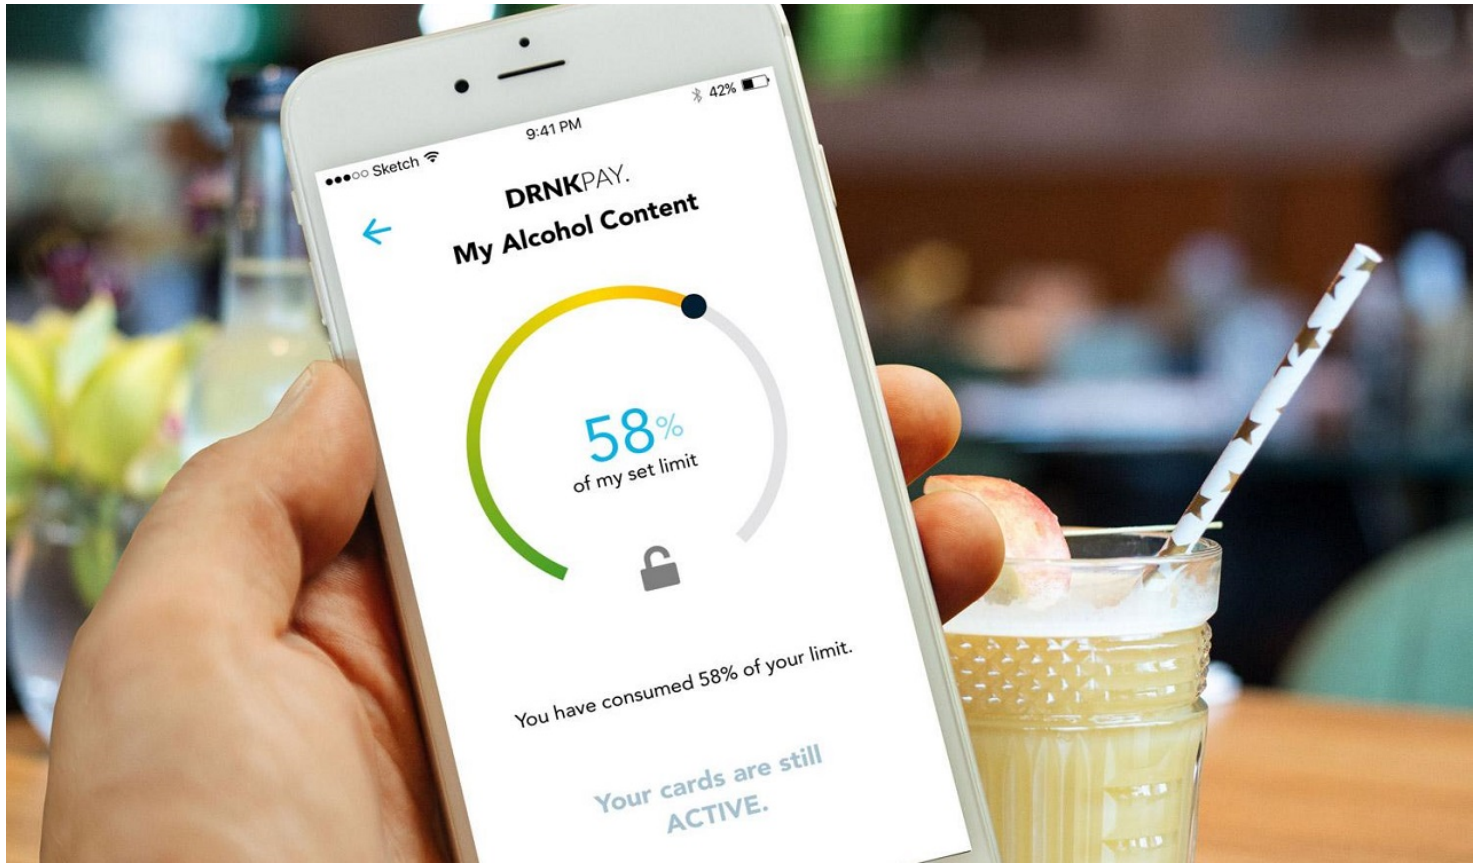 ●●●○○ Sketch
9:41 PM
42%
DRNKPAY.
My Alcohol Content
58%
of my set limit
You have consumed 58% of your limit.
Your cards are still
ACTIVE.